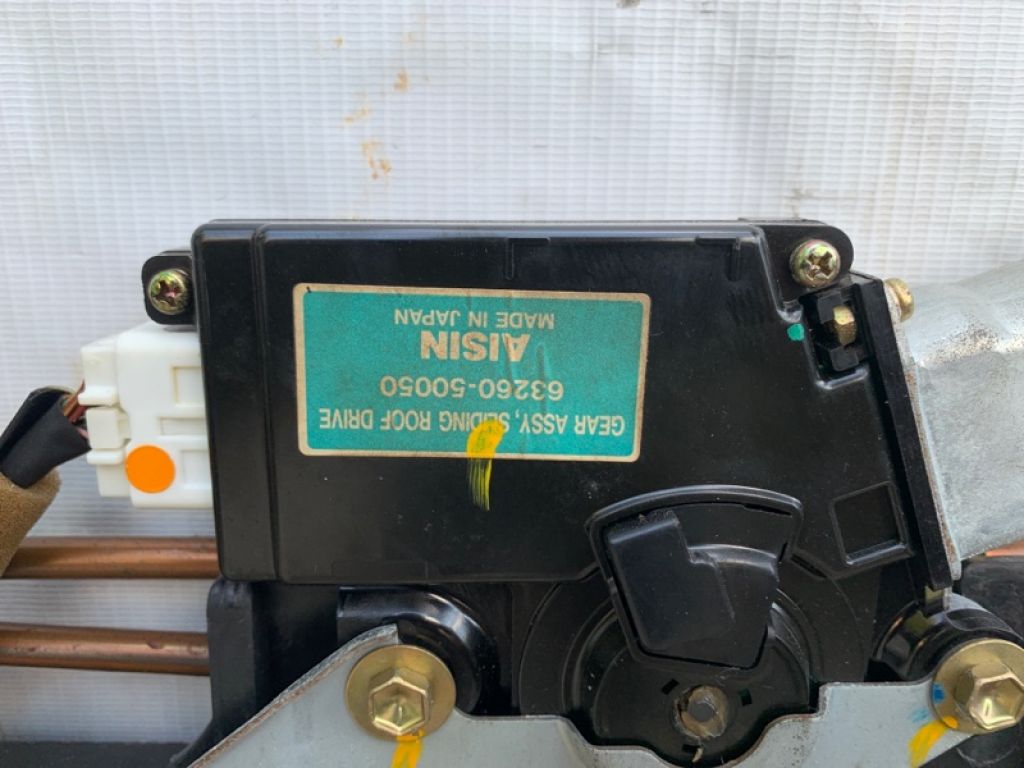 GEAR ASSY, SLIDING ROOF DRIVE
63260-50050
AISIN
MADE IN JAPAN